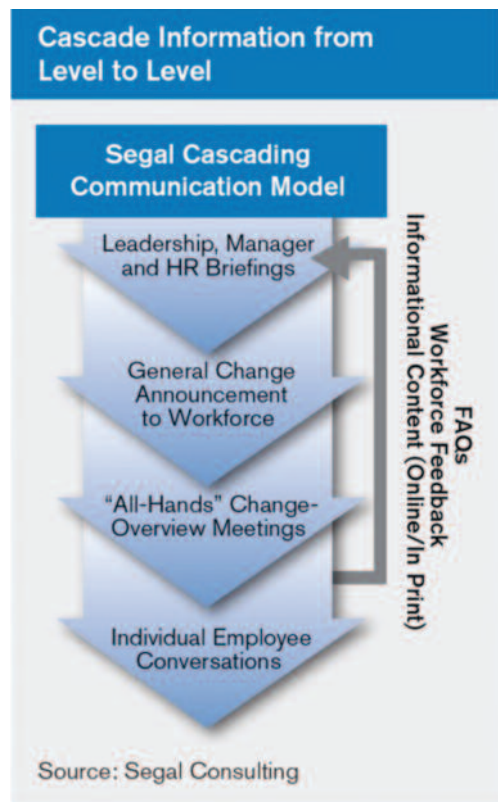 Cascade Information from
Level to Level
Segal Cascading
Communication Model
Leadership, Manager
and HR Briefings
General Change
Announcement
to Workforce
“All-Hands” Change-
Overview Meetings
Individual Employee
Conversations
FAQs
Workforce Feedback
Informational Content (Online/In Print)
Source: Segal Consulting